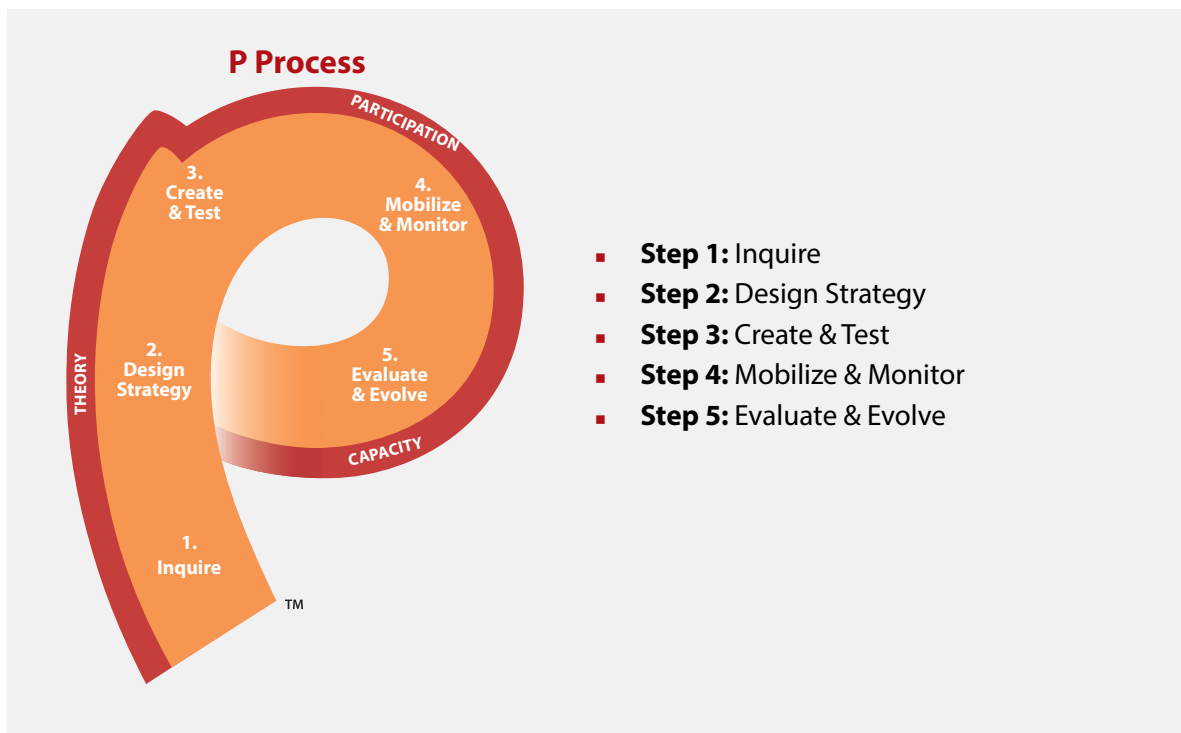 P Process
PARTICIPATION
3.
Create
& Test
4.
Mobilize
& Monitor
THEORY
2.
Design
Strategy
5.
Evaluate
& Evolve
CAPACITY
1.
Inquire
TM
▪ Step 1: Inquire
▪ Step 2: Design Strategy
▪ Step 3: Create & Test
▪ Step 4: Mobilize & Monitor
▪ Step 5: Evaluate & Evolve